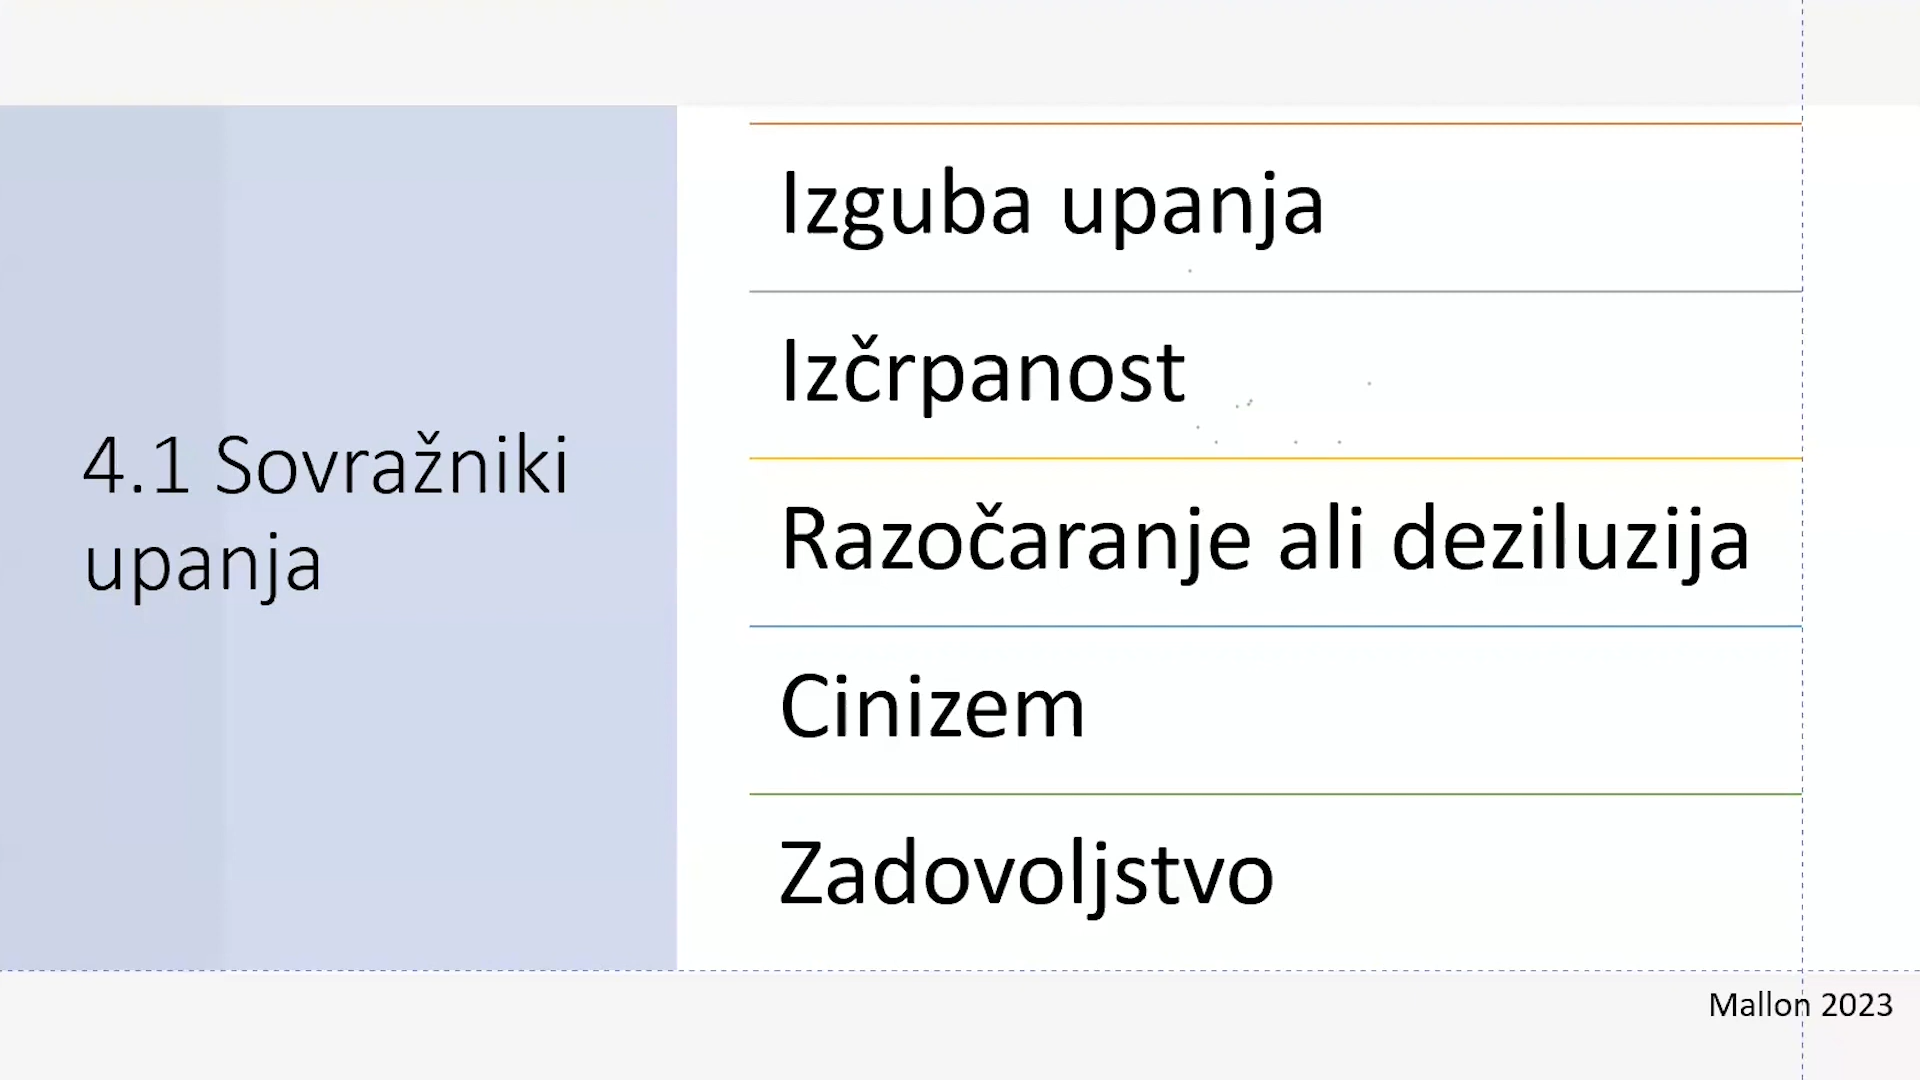 4.1 Sovražniki
upanja
Izguba upanja
Izčrpanost
Razočaranje ali deziluzija
Cinizem
Zadovoljstvo
Mallon 2023